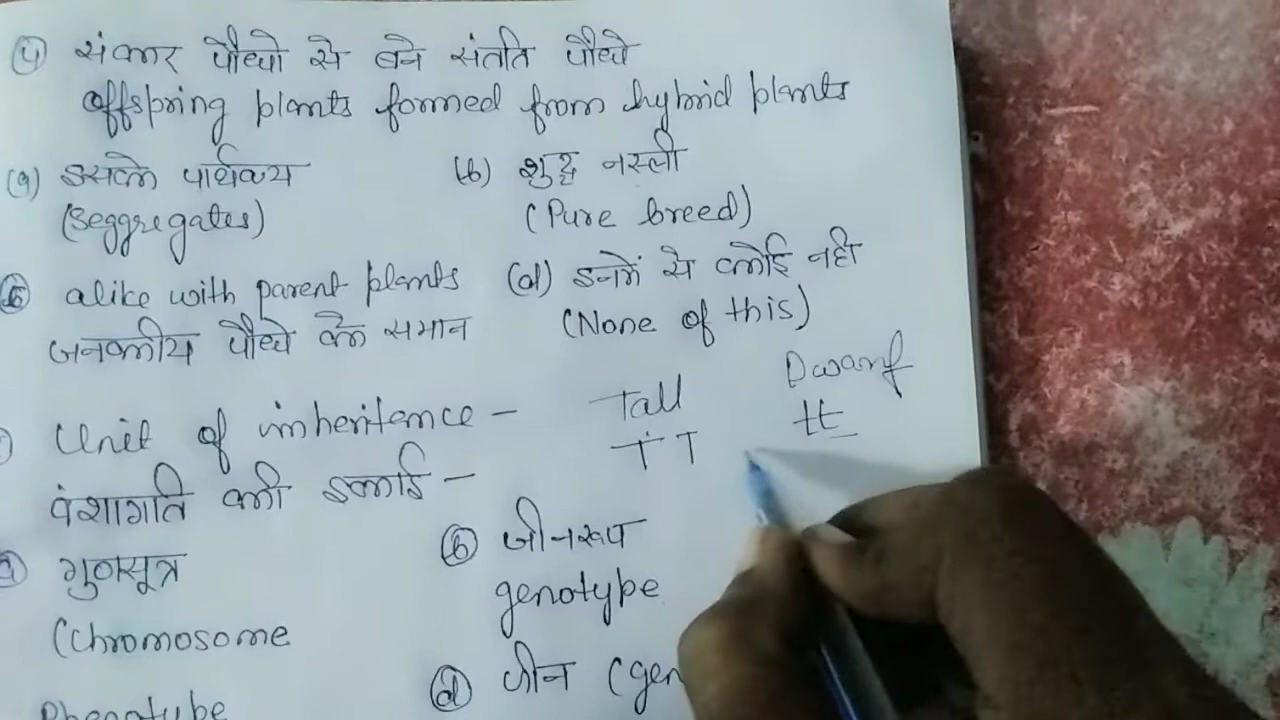 ④ संकर पौधो से बने संतति पौधे
offspring plants formed from hybrid plants
(a) इसके पार्थक्य (b) शुद्ध नस्ली
(Seggregates) (Pure breed)
alike with parent plants (d) इनमें से कोई नही
जनकीय पौधे के समान (None of this)
Tall Dwarf
Unit of inheritence -
TT tt
वंशागति की इकाई -
गुणसूत्र ⓑ जीनरूप
(Chromosome genotype
ⓓ जीन (gen
Phenotype